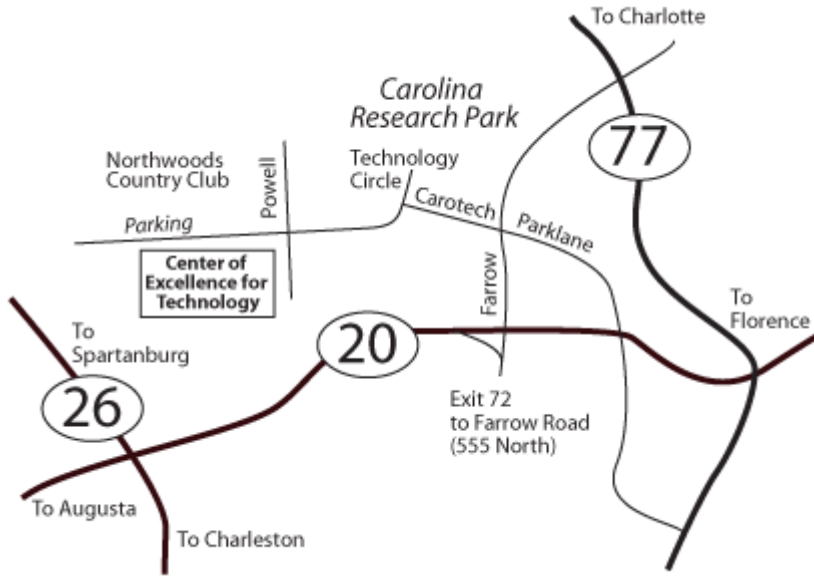 To Charlotte
Carolina
Research Park
77
Northwoods
Country Club
Powell
Technology
Circle
Carotech
Parklane
Parking
Center of
Excellence for
Technology
Farrow
To
Florence
To
Spartanburg
20
26
Exit 72
to Farrow Road
(555 North)
To Augusta
To Charleston